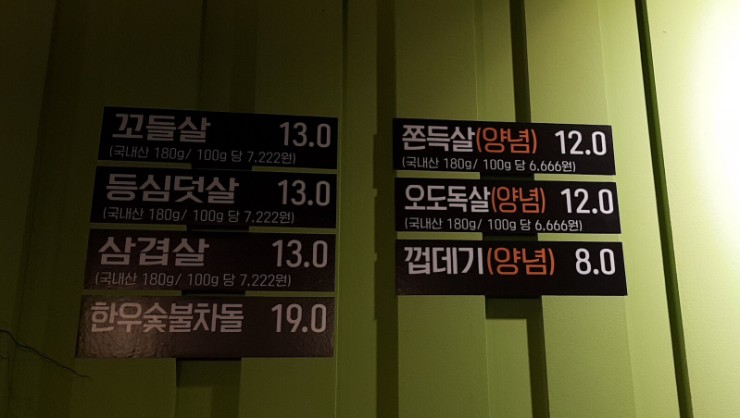 꼬들살 13.0
(국내산 180g/ 100g 당 7.222원)
등심덧살 13.0
(국내산 180g/ 100g 당 7.222원)
삼겹살 13.0
(국내산 180g/ 100g 당 7.222원)
한우숯불차돌 19.0
쫀득살(양념) 12.0
(국내산 180g/ 100g 당 6.666원)
오도독살(양념) 12.0
(국내산 180g/ 100g 당 6.666원)
껍데기(양념) 8.0